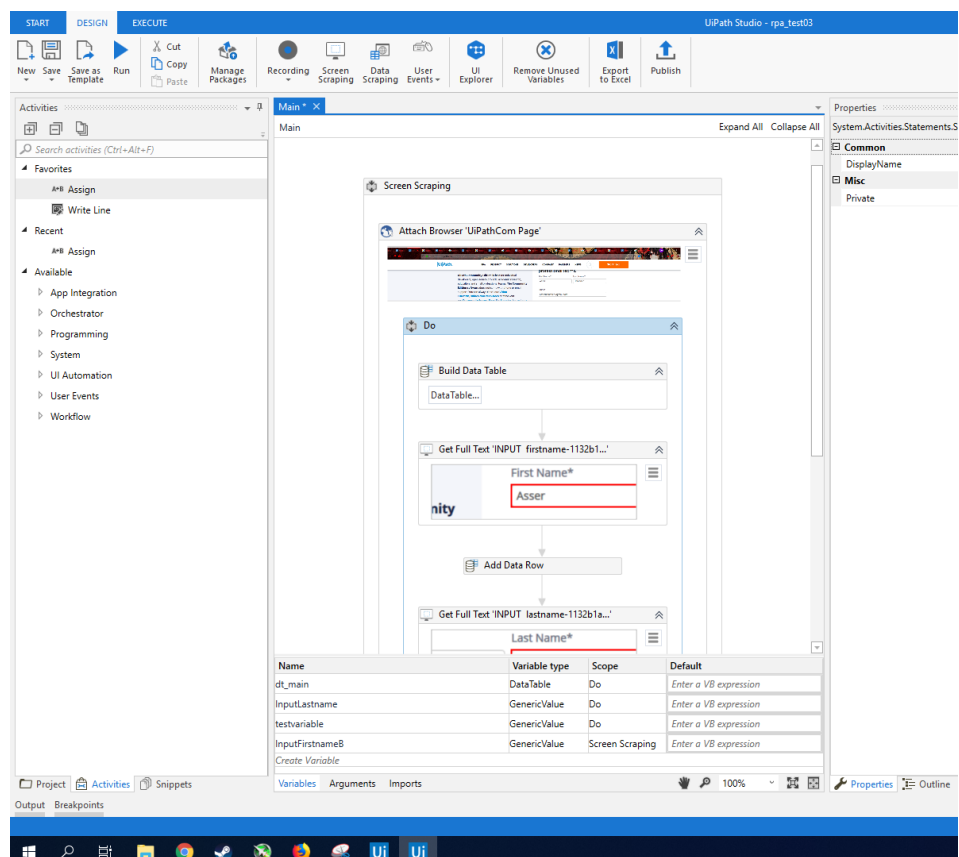 START DESIGN EXECUTE UiPath Studio - rpa_test03
New Save Save as Template Run Cut Copy Paste Manage Packages Recording Screen Scraping Data Scraping User Events UI Explorer Remove Unused Variables Export to Excel Publish
Activities
Search activities (Ctrl+Alt+F)
Favorites
A*B Assign
Write Line
Recent
A*B Assign
Available
App Integration
Orchestrator
Programming
System
UI Automation
User Events
Workflow
Main *
Main Expand All Collapse All
Screen Scraping
Attach Browser 'UiPathCom Page'
Do
Build Data Table
DataTable...
Get Full Text 'INPUT firstname-1132b1...'
First Name*
Asser
nity
Add Data Row
Get Full Text 'INPUT lastname-1132b1a...'
Last Name*
Name Variable type Scope Default
dt_main DataTable Do Enter a VB expression
InputLastname GenericValue Do Enter a VB expression
testvariable GenericValue Do Enter a VB expression
InputFirstnameB GenericValue Screen Scraping Enter a VB expression
Create Variable
Variables Arguments Imports 100%
Properties
System.Activities.Statements.S
Common
DisplayName
Misc
Private
Project Activities Snippets
Properties Outline
Output Breakpoints
Ui Ui